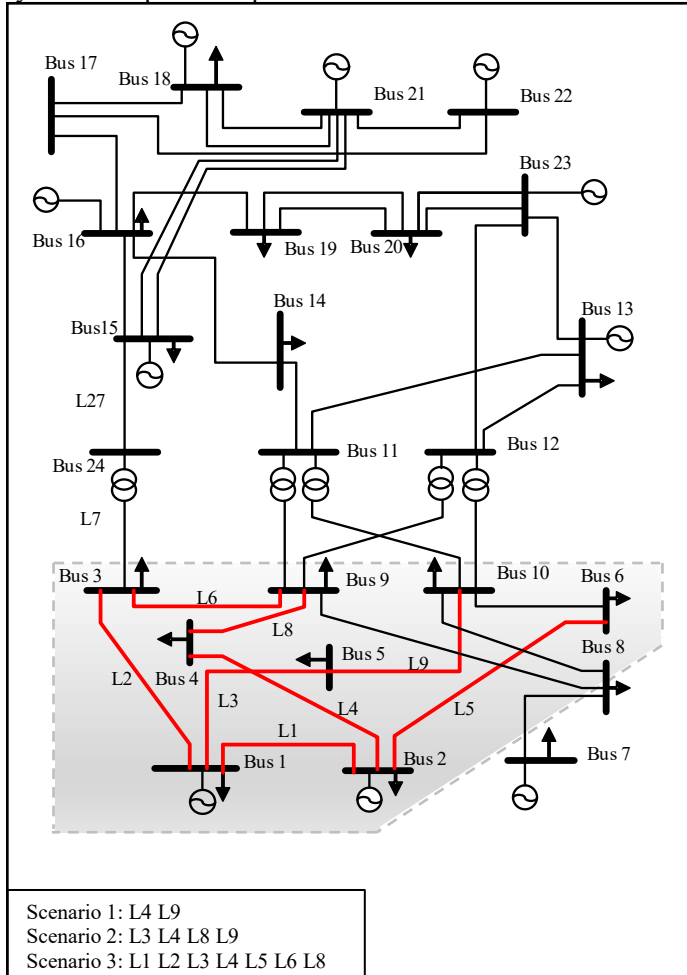 Bus 17
Bus 18
Bus 21
Bus 22
Bus 23
Bus 16
Bus 19
Bus 20
Bus 14
Bus 13
Bus15
L27
Bus 24
Bus 11
Bus 12
L7
Bus 3
Bus 9
Bus 10
Bus 6
L6
L8
Bus 8
Bus 5
Bus 4
L9
L2
L3
L4
L5
L1
Bus 1
Bus 2
Bus 7
Scenario 1: L4 L9
Scenario 2: L3 L4 L8 L9
Scenario 3: L1 L2 L3 L4 L5 L6 L8